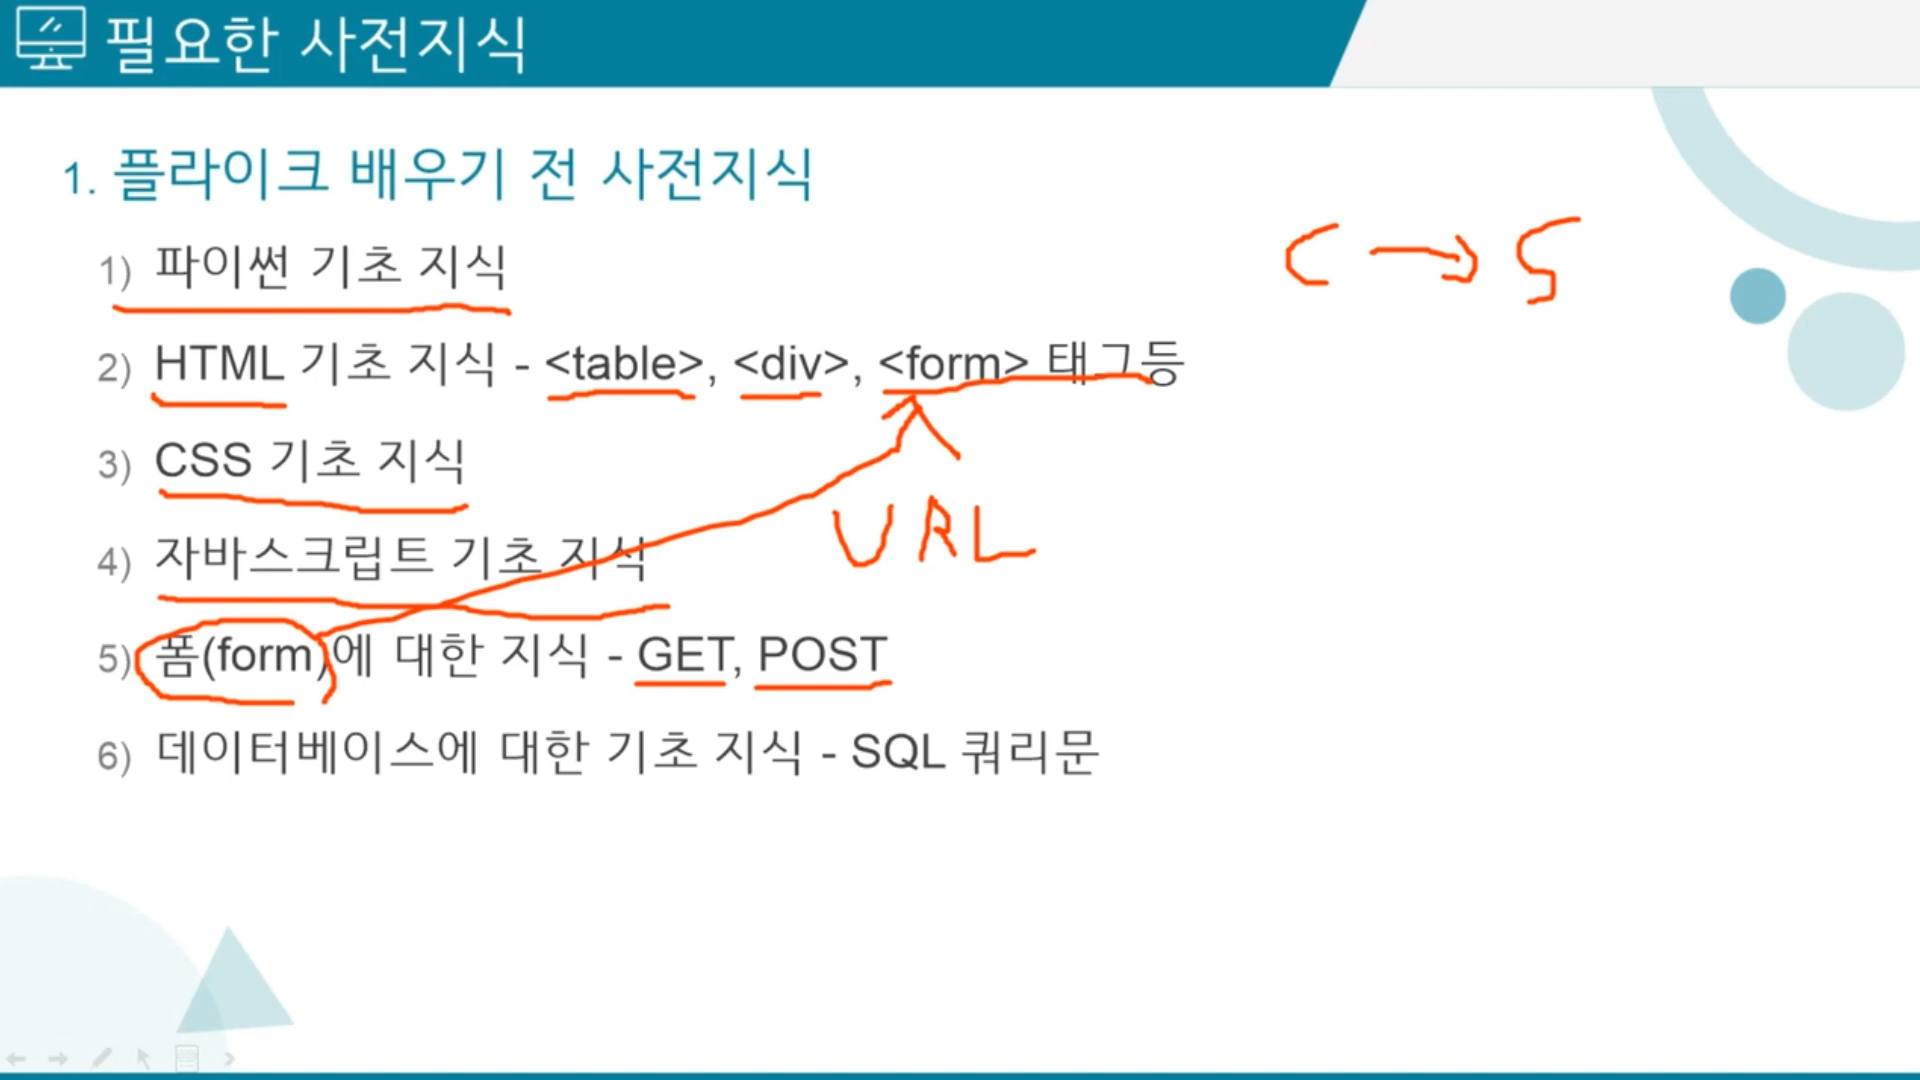 필요한 사전지식
1. 플라이크 배우기 전 사전지식
1) 파이썬 기초 지식
C → S
2) HTML 기초 지식 - <table>, <div>, <form> 태그등
3) CSS 기초 지식
URL
4) 자바스크립트 기초 지식
5) 폼(form)에 대한 지식 - GET, POST
6) 데이터베이스에 대한 기초 지식 - SQL 쿼리문